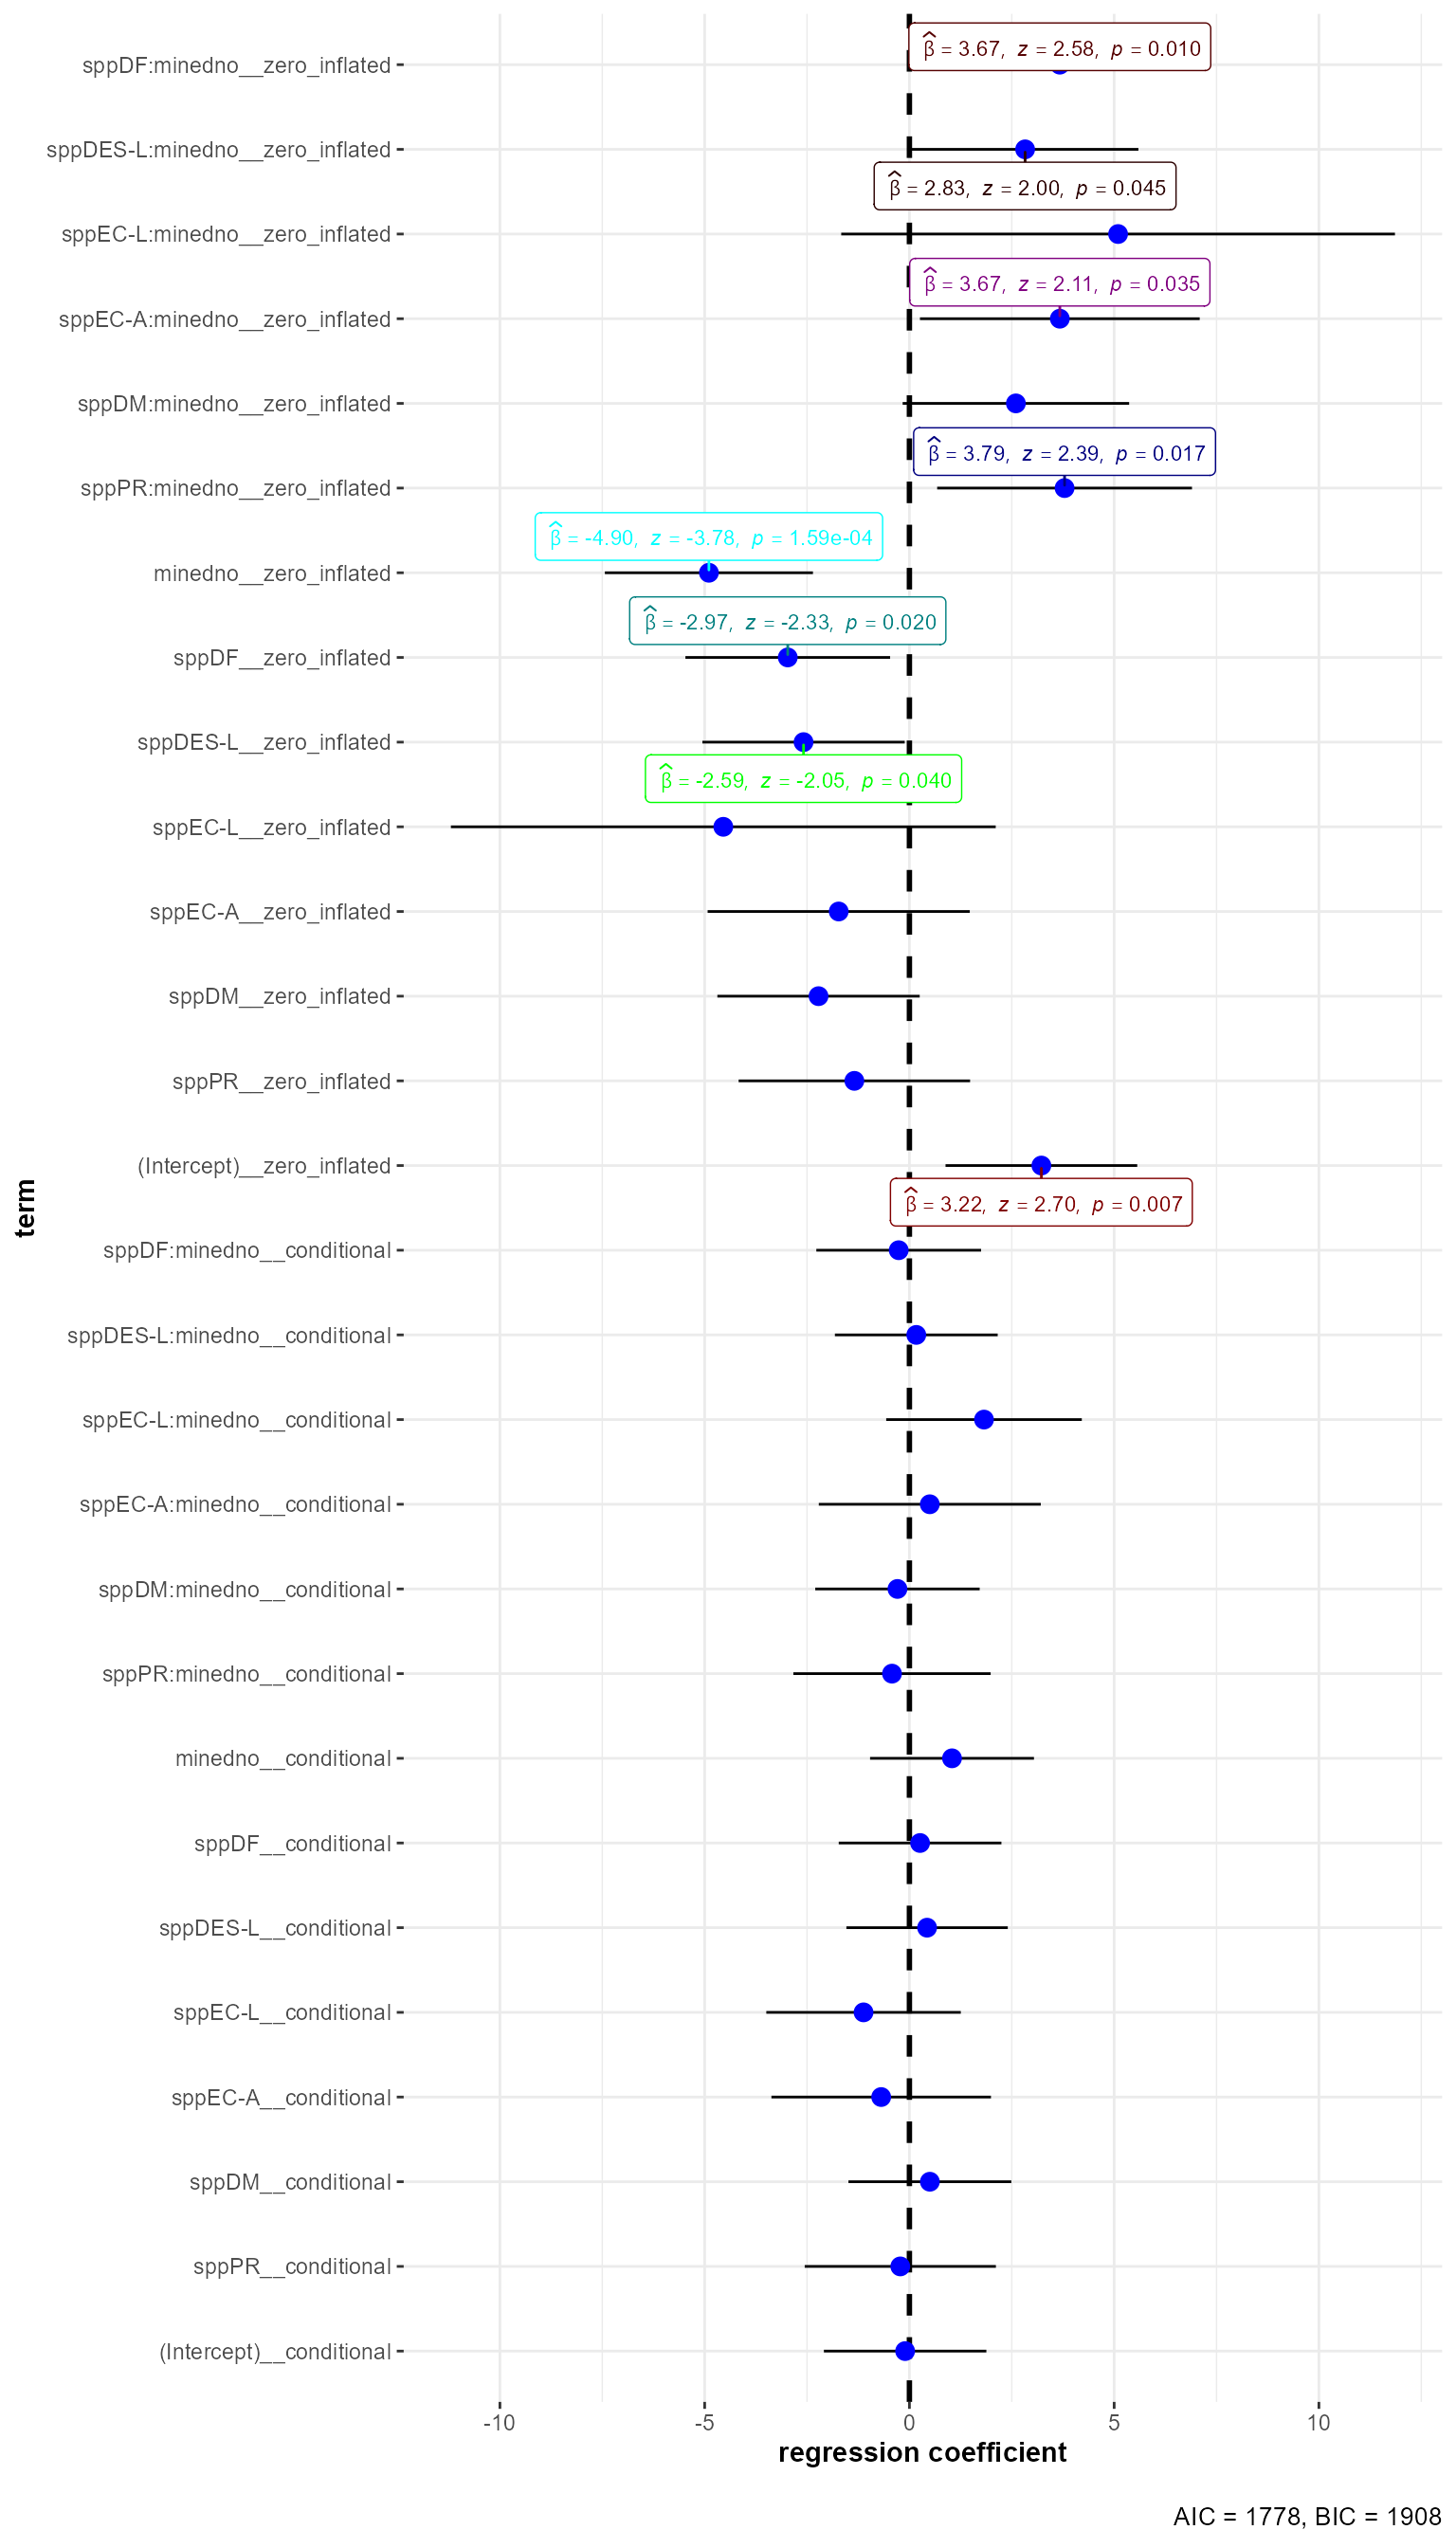 sppDF:minedno__zero_inflated
β̂ = 3.67, z = 2.58, p = 0.010
sppDES-L:minedno__zero_inflated
β̂ = 2.83, z = 2.00, p = 0.045
sppEC-L:minedno__zero_inflated
β̂ = 3.67, z = 2.11, p = 0.035
sppEC-A:minedno__zero_inflated
sppDM:minedno__zero_inflated
β̂ = 3.79, z = 2.39, p = 0.017
sppPR:minedno__zero_inflated
β̂ = -4.90, z = -3.78, p = 1.59e-04
minedno__zero_inflated
β̂ = -2.97, z = -2.33, p = 0.020
sppDF__zero_inflated
sppDES-L__zero_inflated
β̂ = -2.59, z = -2.05, p = 0.040
sppEC-L__zero_inflated
sppEC-A__zero_inflated
sppDM__zero_inflated
sppPR__zero_inflated
(Intercept)__zero_inflated
β̂ = 3.22, z = 2.70, p = 0.007
term
sppDF:minedno__conditional
sppDES-L:minedno__conditional
sppEC-L:minedno__conditional
sppEC-A:minedno__conditional
sppDM:minedno__conditional
sppPR:minedno__conditional
minedno__conditional
sppDF__conditional
sppDES-L__conditional
sppEC-L__conditional
sppEC-A__conditional
sppDM__conditional
sppPR__conditional
(Intercept)__conditional
-10 -5 0 5 10
regression coefficient
AIC = 1778, BIC = 1908